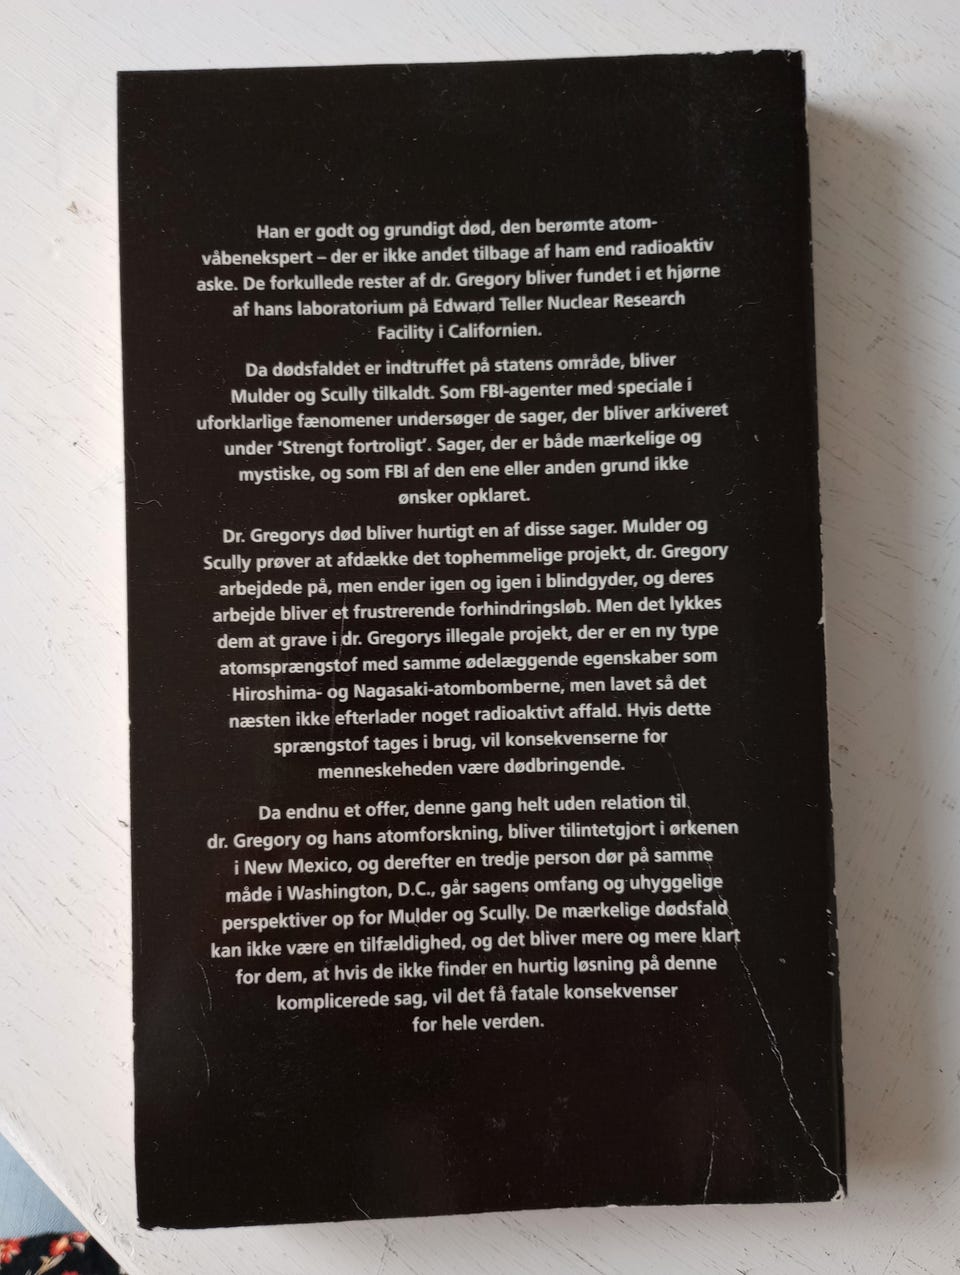 Han er godt og grundigt død, den berømte atom-
våbenekspert – der er ikke andet tilbage af ham end radioaktiv
aske. De forkullede rester af dr. Gregory bliver fundet i et hjørne
af hans laboratorium på Edward Teller Nuclear Research
Facility i Californien.
Da dødsfaldet er indtruffet på statens område, bliver
Mulder og Scully tilkaldt. Som FBI-agenter med speciale i
uforklarlige fænomener undersøger de sager, der bliver arkiveret
under ‘Strengt fortroligt’. Sager, der er både mærkelige og
mystiske, og som FBI af den ene eller anden grund ikke
ønsker opklaret.
Dr. Gregorys død bliver hurtigt en af disse sager. Mulder og
Scully prøver at afdække det tophemmelige projekt, dr. Gregory
arbejdede på, men ender igen og igen i blindgyder, og deres
arbejde bliver et frustrerende forhindringsløb. Men det lykkes
dem at grave i dr. Gregorys illegale projekt, der er en ny type
atomsprængstof med samme ødelæggende egenskaber som
Hiroshima- og Nagasaki-atombomberne, men lavet så det
næsten ikke efterlader noget radioaktivt affald. Hvis dette
sprængstof tages i brug, vil konsekvenserne for
menneskeheden være dødbringende.
Da endnu et offer, denne gang helt uden relation til
dr. Gregory og hans atomforskning, bliver tilintetgjort i ørkenen
i New Mexico, og derefter en tredje person dør på samme
måde i Washington, D.C., går sagens omfang og uhyggelige
perspektiver op for Mulder og Scully. De mærkelige dødsfald
kan ikke være en tilfældighed, og det bliver mere og mere klart
for dem, at hvis de ikke finder en hurtig løsning på denne
komplicerede sag, vil det få fatale konsekvenser
for hele verden.